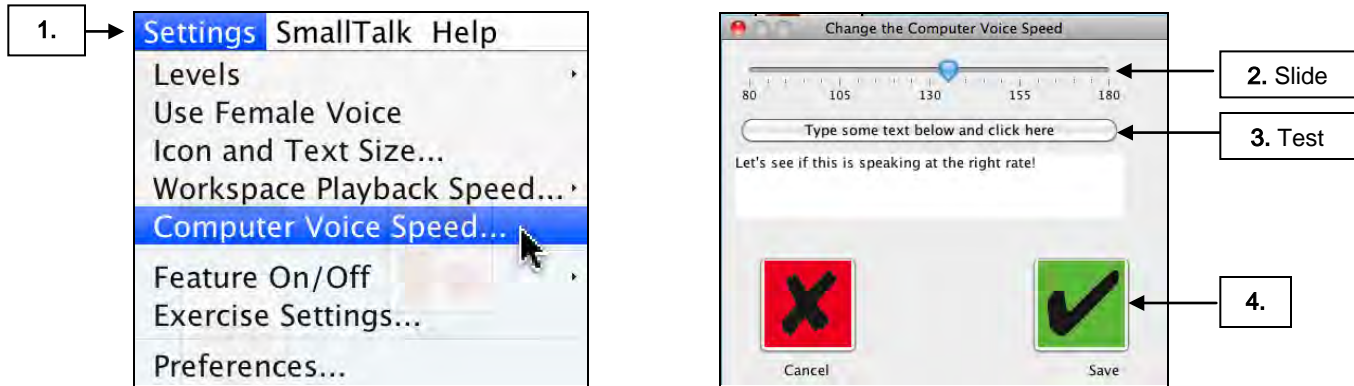 1.
Settings SmallTalk Help
Levels
Use Female Voice
Icon and Text Size...
Workspace Playback Speed...
Computer Voice Speed...
Feature On/Off
Exercise Settings...
Preferences...
Change the Computer Voice Speed
2. Slide
80 105 130 155 180
Type some text below and click here
3. Test
Let's see if this is speaking at the right rate!
4.
Cancel Save